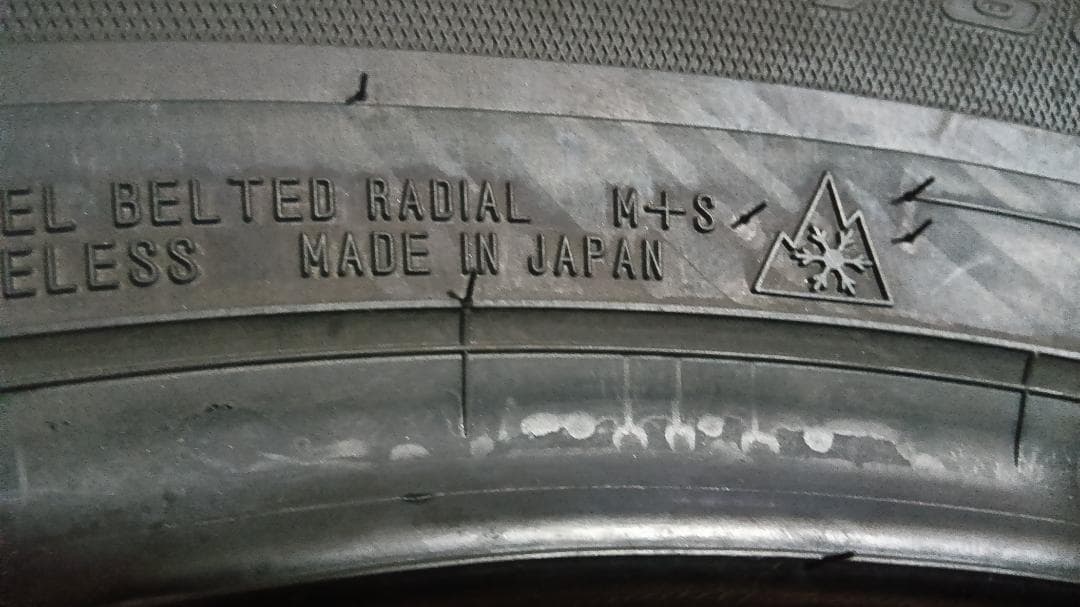 EL BELTED RADIAL M+S
ELESS MADE IN JAPAN